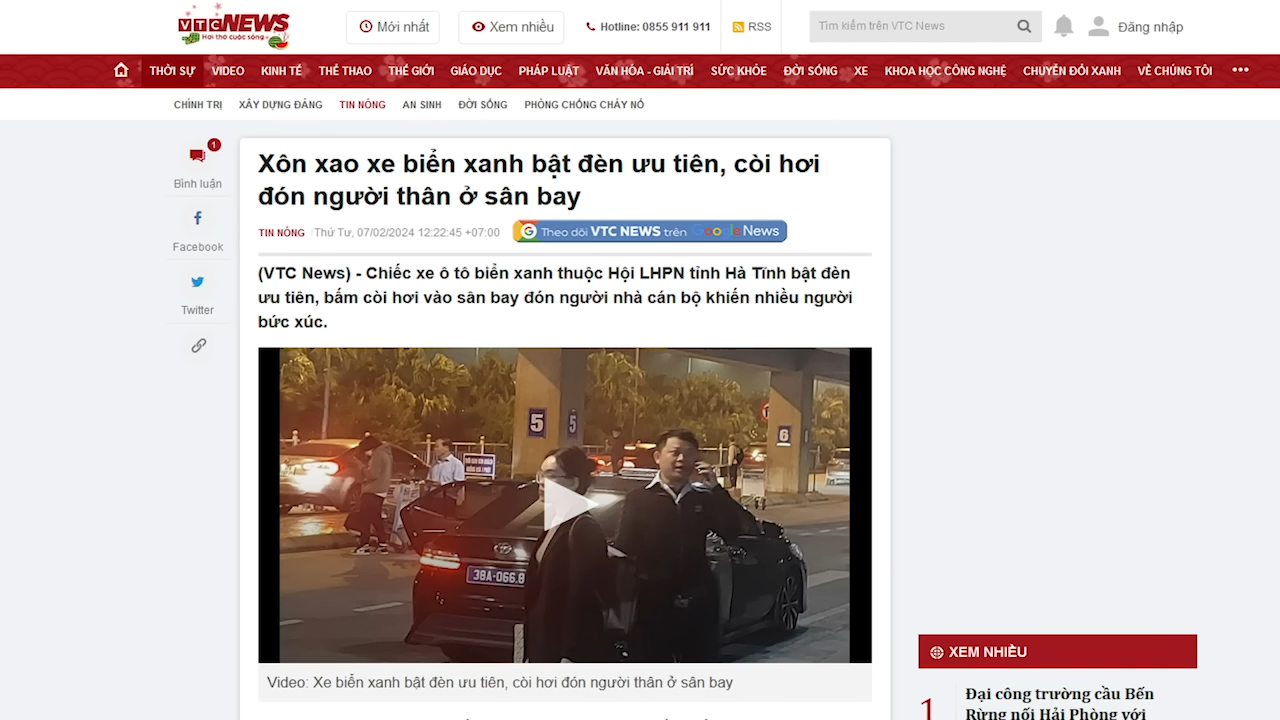 VTC NEWS
Hơi thở cuộc sống
Mới nhất
Xem nhiều
Hotline: 0855 911 911
RSS
Tìm kiếm trên VTC News
Đăng nhập
THỜI SỰ VIDEO KINH TẾ THỂ THAO THẾ GIỚI GIÁO DỤC PHÁP LUẬT VĂN HÓA - GIẢI TRÍ SỨC KHỎE ĐỜI SỐNG XE KHOA HỌC CÔNG NGHỆ CHUYỂN ĐỔI XANH VỀ CHÚNG TÔI
CHÍNH TRỊ XÂY DỰNG ĐẢNG TIN NÓNG AN SINH ĐỜI SỐNG PHÒNG CHỐNG CHÁY NỔ
1
Bình luận
Facebook
Twitter
Xôn xao xe biển xanh bật đèn ưu tiên, còi hơi
đón người thân ở sân bay
TIN NÓNG Thứ Tư, 07/02/2024 12:22:45 +07:00
Theo dõi VTC NEWS trên Google News
(VTC News) - Chiếc xe ô tô biển xanh thuộc Hội LHPN tỉnh Hà Tĩnh bật đèn
ưu tiên, bấm còi hơi vào sân bay đón người nhà cán bộ khiến nhiều người
bức xúc.
5
5
6
38A-066.8
Video: Xe biển xanh bật đèn ưu tiên, còi hơi đón người thân ở sân bay
XEM NHIỀU
1
Đại công trường cầu Bến
Rừng nối Hải Phòng với